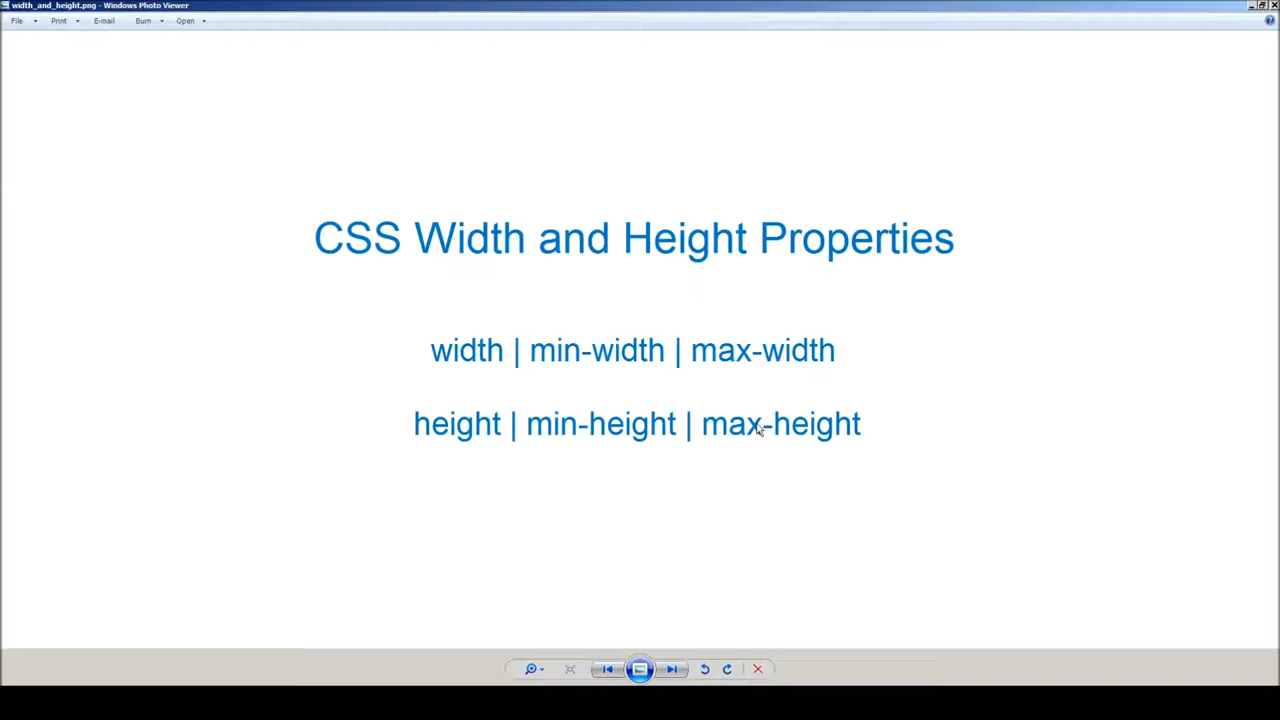 width_and_height.png - Windows Photo Viewer
File Print E-mail Burn Open
CSS Width and Height Properties
width | min-width | max-width
height | min-height | max-height